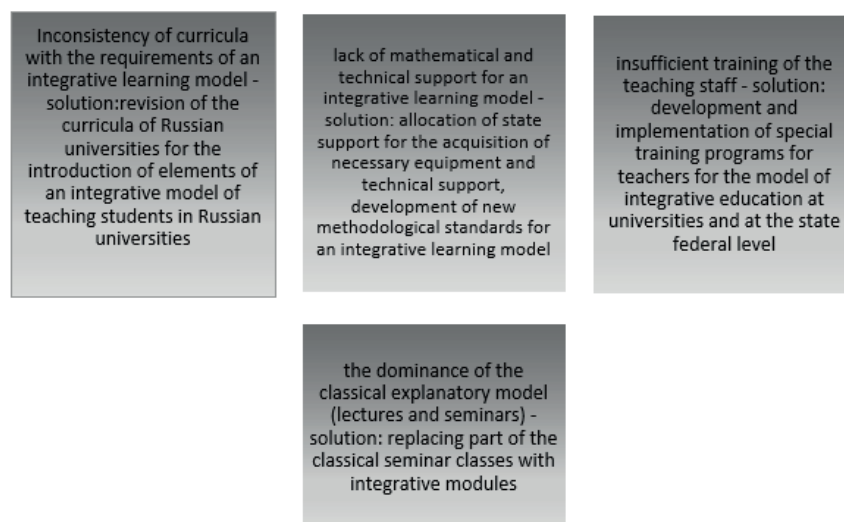 Inconsistency of curricula
with the requirements of an
integrative learning model -
solution:revision of the
curricula of Russian
universities for the
introduction of elements of
an integrative model of
teaching students in Russian
universities
lack of mathematical and
technical support for an
integrative learning model -
solution: allocation of state
support for the acquisition of
necessary equipment and
technical support,
development of new
methodological standards for
an integrative learning model
insufficient training of the
teaching staff - solution:
development and
implementation of special
training programs for
teachers for the model of
integrative education at
universities and at the state
federal level
the dominance of the
classical explanatory model
(lectures and seminars) -
solution: replacing part of the
classical seminar classes with
integrative modules